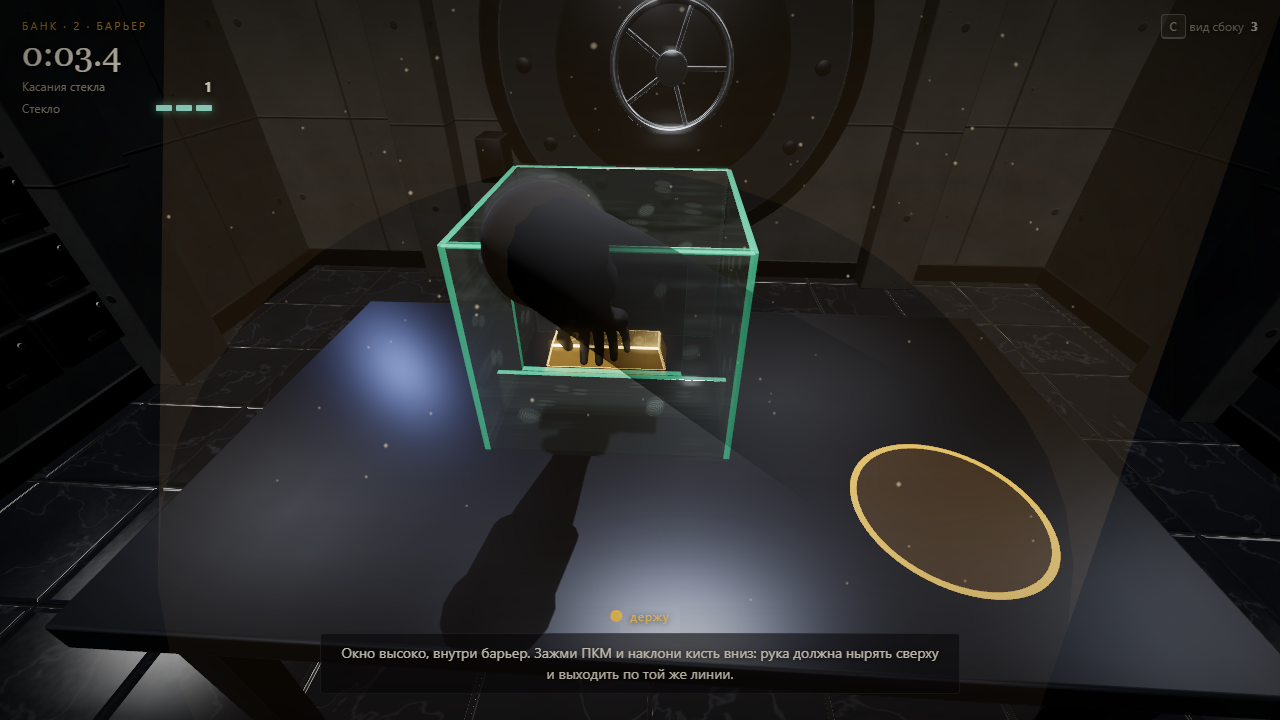 БАНК · 2 · БАРЬЕР
C вид сбоку 3
0:03.4
Касания стекла 1
Стекло
держу
Окно высоко, внутри барьер. Зажми ПКМ и наклони кисть вниз: рука должна нырять сверху
и выходить по той же линии.